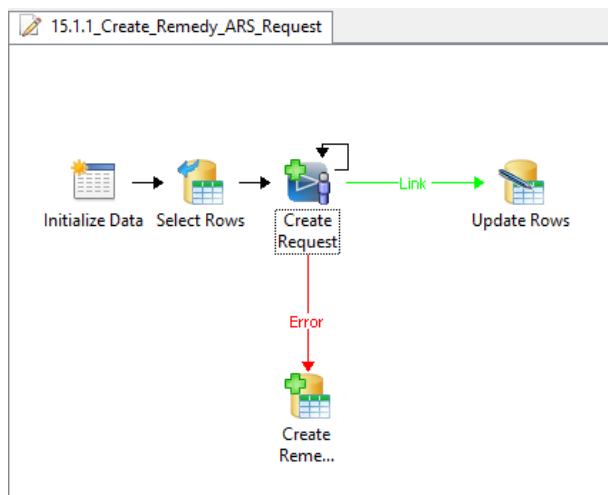 15.1.1_Create_Remedy_ARS_Request
Initialize Data
Select Rows
Create
Request
Link
Update Rows
Error
Create
Reme...